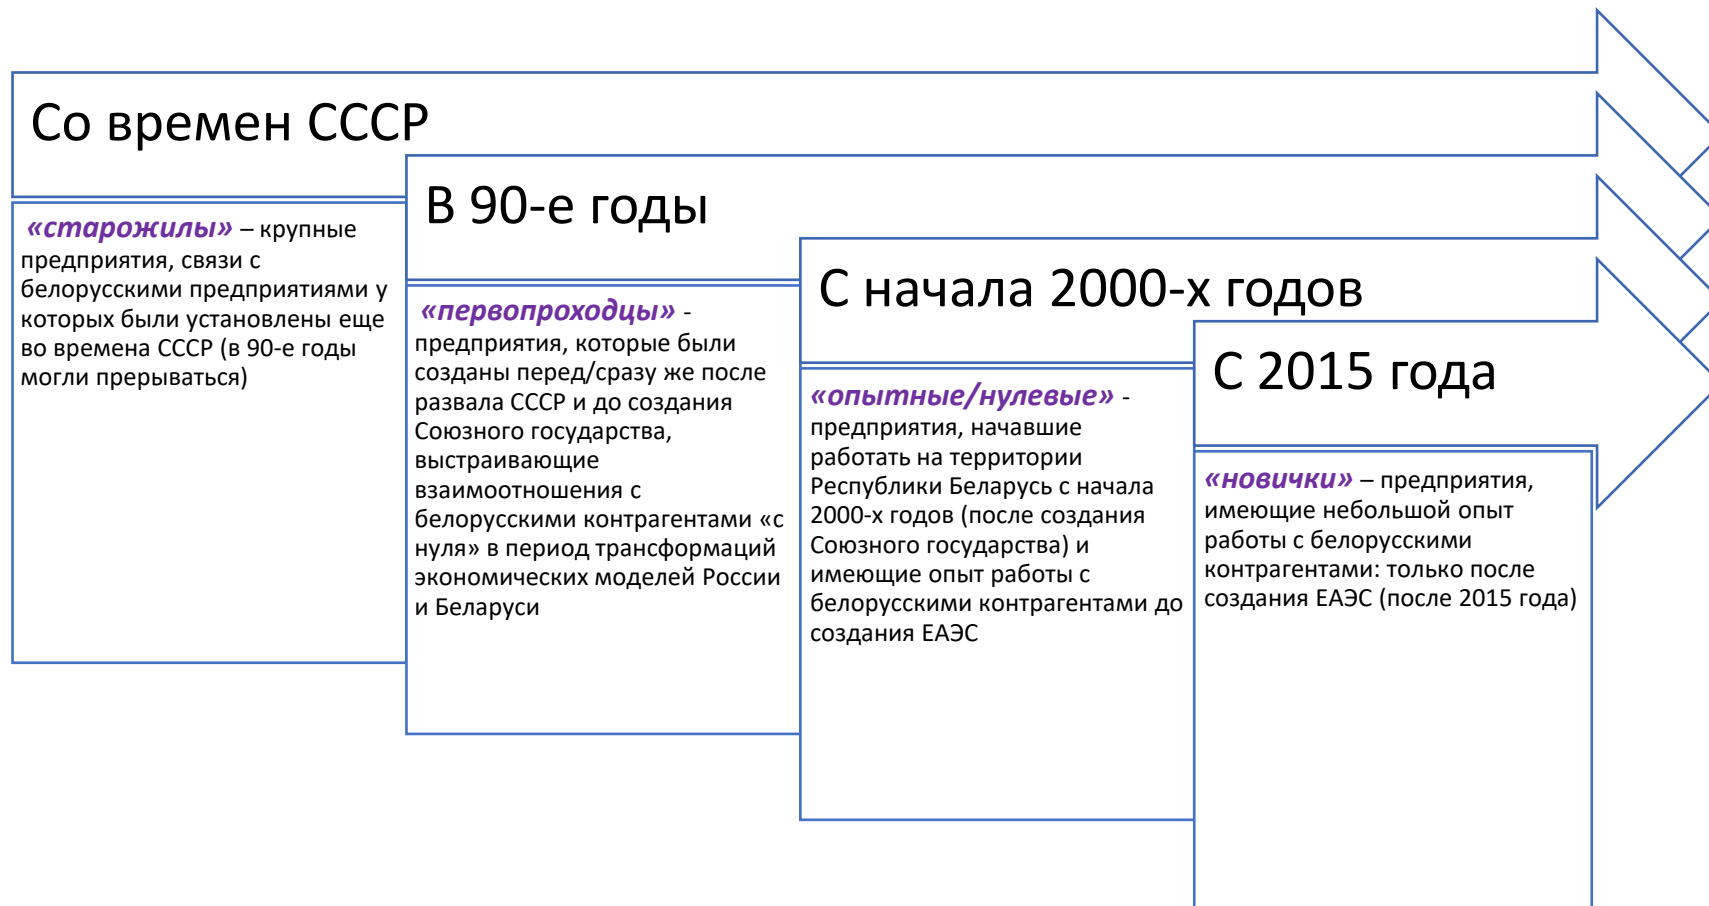 Со времен СССР
«старожилы» – крупные
предприятия, связи с
белорусскими предприятиями у
которых были установлены еще
во времена СССР (в 90-е годы
могли прерываться)
В 90-е годы
«первопроходцы» -
предприятия, которые были
созданы перед/сразу же после
развала СССР и до создания
Союзного государства,
выстраивающие
взаимоотношения с
белорусскими контрагентами «с
нуля» в период трансформаций
экономических моделей России
и Беларуси
С начала 2000-х годов
«опытные/нулевые» -
предприятия, начавшие
работать на территории
Республики Беларусь с начала
2000-х годов (после создания
Союзного государства) и
имеющие опыт работы с
белорусскими контрагентами до
создания ЕАЭС
С 2015 года
«новички» – предприятия,
имеющие небольшой опыт
работы с белорусскими
контрагентами: только после
создания ЕАЭС (после 2015 года)